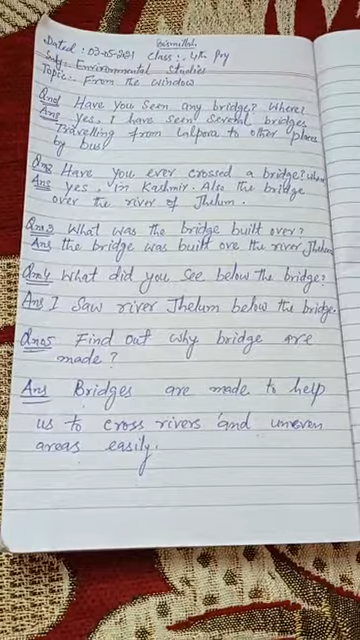 Bismillah
Dated :- 03-05-2021 Class :- 4th Pry
Sub:- Environmental Studies
Topic:- From the window
Qno1 Have you seen any bridge? Where?
Ans yes, I have seen several bridges
Travelling from Lalpora to other places
by bus
Qno2 Have you ever crossed a bridge? where
Ans yes, in Kashmir. Also the bridge
over the river of Jhelum.
Qno.3 What was the bridge built over?
Ans the bridge was built ove the river Jhelum
Qno4 What did you see below the bridge?
Ans I Saw river Jhelum below the bridge.
Qno5 Find out why bridge are
made?
Ans Bridges are made to help
us to cross rivers and uneven
areas easily.